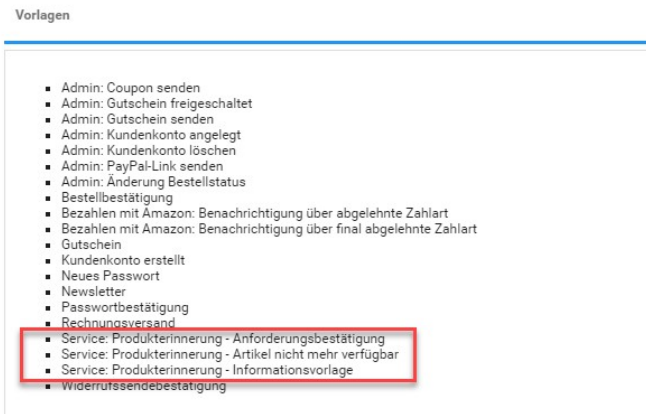 Vorlagen
Admin: Coupon senden
Admin: Gutschein freigeschaltet
Admin: Gutschein senden
Admin: Kundenkonto angelegt
Admin: Kundenkonto löschen
Admin: PayPal-Link senden
Admin: Änderung Bestellstatus
Bestellbestätigung
Bezahlen mit Amazon: Benachrichtigung über abgelehnte Zahlart
Bezahlen mit Amazon: Benachrichtigung über final abgelehnte Zahlart
Gutschein
Kundenkonto erstellt
Neues Passwort
Newsletter
Passwortbestätigung
Rechnungsversand
Service: Produkterinnerung - Anforderungsbestätigung
Service: Produkterinnerung - Artikel nicht mehr verfügbar
Service: Produkterinnerung - Informationsvorlage
Widerrufssendebestätigung